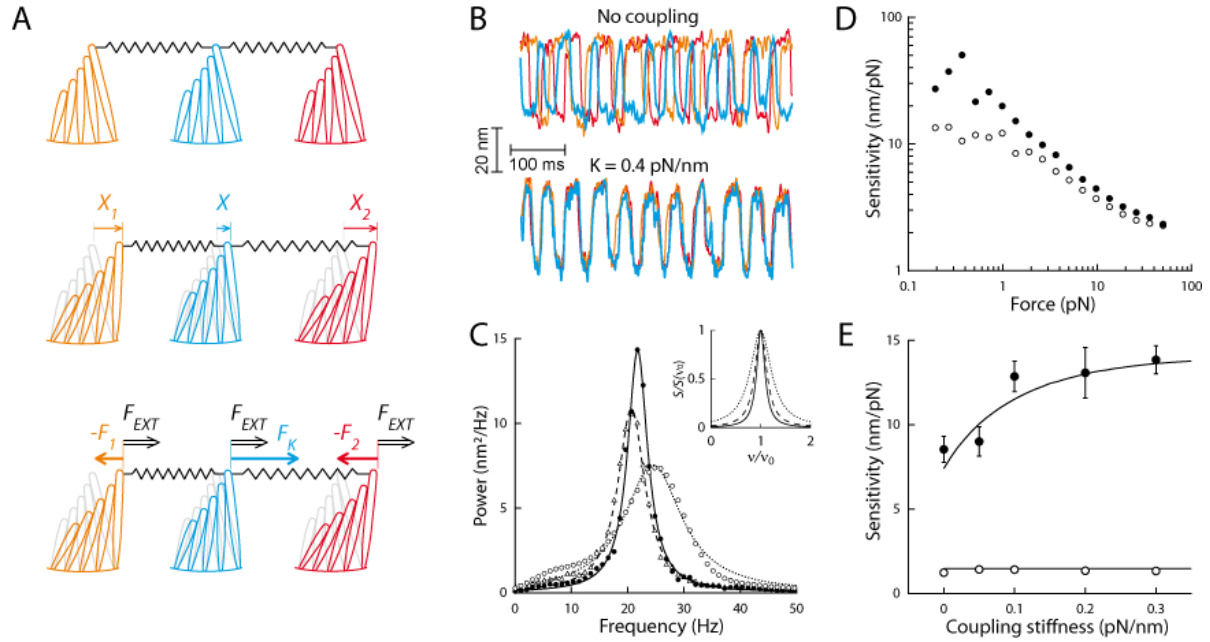 A
X1 X X2
FEXT FEXT FEXT
-F1 FK -F2
B
No coupling
20 nm
100 ms
K = 0.4 pN/nm
C
Power (nm²/Hz)
15
10
5
0
0 10 20 30 40 50
Frequency (Hz)
S/S(ν0)
1
0.5
0
0 1 2
ν/ν0
D
Sensitivity (nm/pN)
100
10
1
0.1 1 10 100
Force (pN)
E
Sensitivity (nm/pN)
15
10
5
0
0 0.1 0.2 0.3
Coupling stiffness (pN/nm)